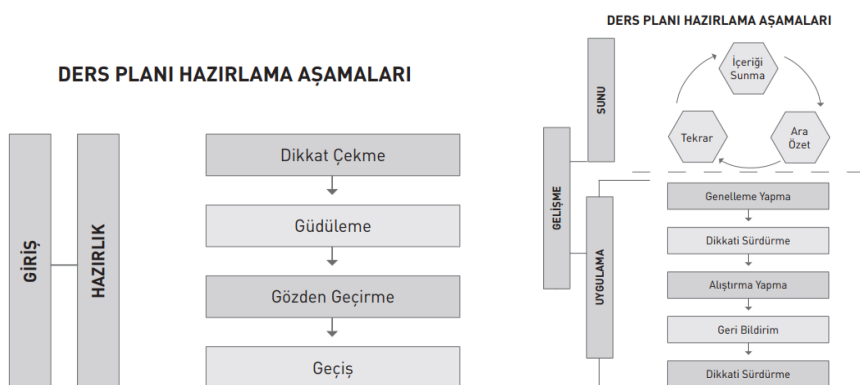 DERS PLANI HAZIRLAMA AŞAMALARI
GİRİŞ
HAZIRLIK
Dikkat Çekme
Güdüleme
Gözden Geçirme
Geçiş
DERS PLANI HAZIRLAMA AŞAMALARI
GELİŞME
SUNU
İçeriği
Sunma
Ara
Özet
Tekrar
UYGULAMA
Genelleme Yapma
Dikkati Sürdürme
Alıştırma Yapma
Geri Bildirim
Dikkati Sürdürme